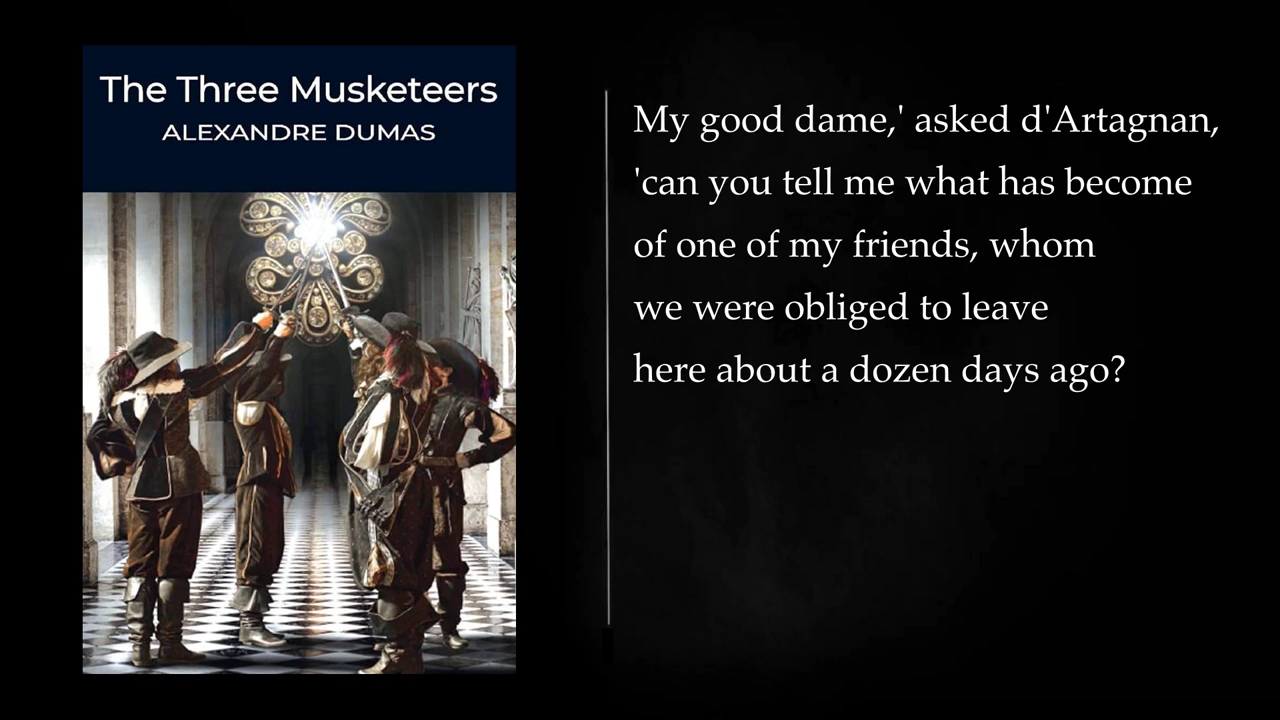 The Three Musketeers
ALEXANDRE DUMAS
My good dame,' asked d'Artagnan,
'can you tell me what has become
of one of my friends, whom
we were obliged to leave
here about a dozen days ago?